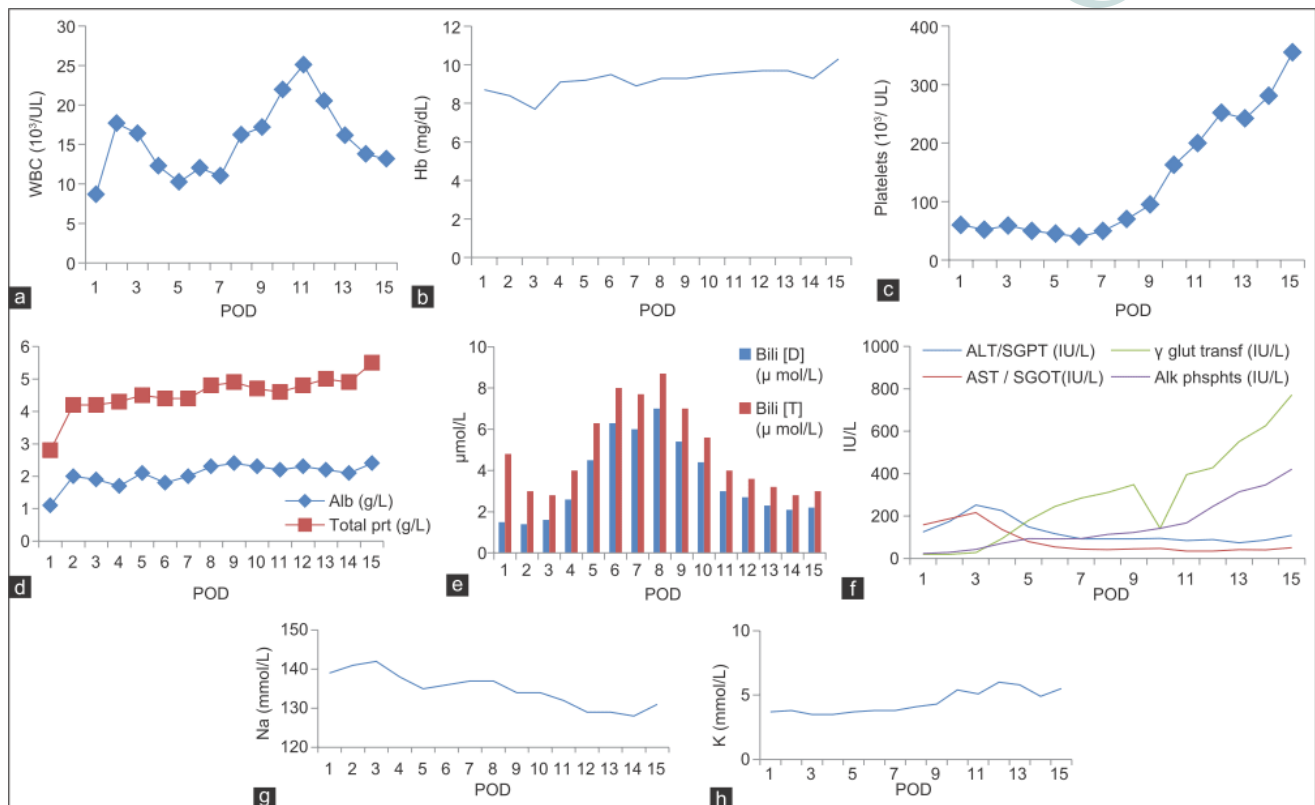 30
25
20
15
10
5
0
WBC (10³/UL)
1 3 5 7 9 11 13 15
POD
a
12
10
8
6
4
2
0
Hb (mg/dL)
1 2 3 4 5 6 7 8 9 10 11 12 13 14 15
POD
b
400
300
200
100
0
Platelets (10³/ UL)
1 3 5 7 9 11 13 15
POD
c
6
5
4
3
2
1
0
Alb (g/L)
Total prt (g/L)
1 2 3 4 5 6 7 8 9 10 11 12 13 14 15
POD
d
10
8
6
4
2
0
µmol/L
Bili [D]
(µ mol/L)
Bili [T]
(µ mol/L)
1 2 3 4 5 6 7 8 9 10 11 12 13 14 15
POD
e
1000
800
600
400
200
0
IU/L
ALT/SGPT (IU/L)
γ glut transf (IU/L)
AST / SGOT(IU/L)
Alk phsphts (IU/L)
1 3 5 7 9 11 13 15
POD
f
150
140
130
120
Na (mmol/L)
1 2 3 4 5 6 7 8 9 10 11 12 13 14 15
POD
g
10
5
0
K (mmol/L)
1 3 5 7 9 11 13 15
POD
h